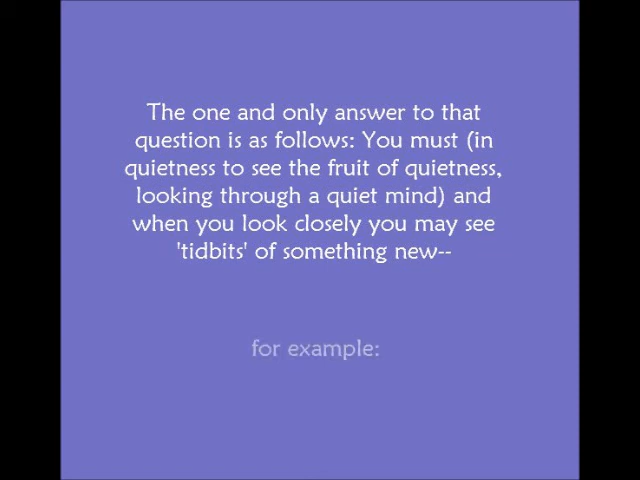 The one and only answer to that
question is as follows: You must (in
quietness to see the fruit of quietness,
looking through a quiet mind) and
when you look closely you may see
'tidbits' of something new--
for example: